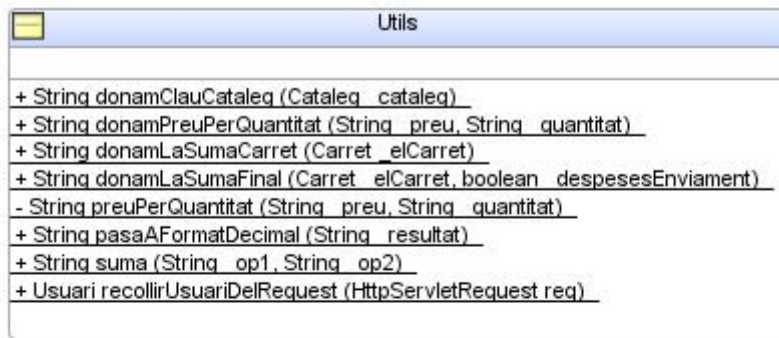 Utils
+ String donamClauCataleg (Cataleg _cataleg)
+ String donamPreuPerQuantitat (String _preu, String _quantitat)
+ String donamLaSumaCarret (Carret _elCarret)
+ String donamLaSumaFinal (Carret _elCarret, boolean _despesesEnviament)
- String preuPerQuantitat (String _preu, String _quantitat)
+ String pasaAFormatDecimal (String _resultat)
+ String suma (String _op1, String _op2)
+ Usuari recollirUsuariDelRequest (HttpServletRequest req)